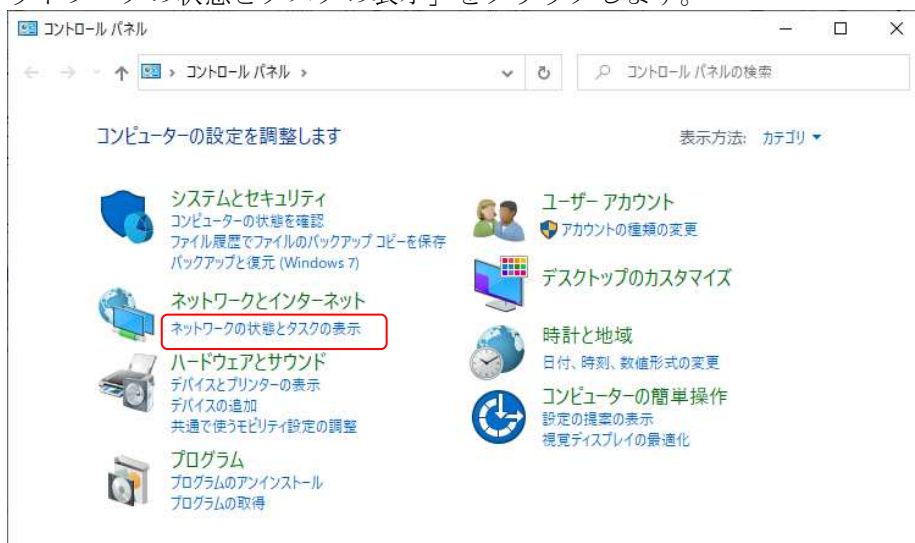 コントロール パネル
コントロール パネル
コントロール パネルの検索
コンピューターの設定を調整します
表示方法: カテゴリ
システムとセキュリティ
コンピューターの状態を確認
ファイル履歴でファイルのバックアップ コピーを保存
バックアップと復元 (Windows 7)
ネットワークとインターネット
ネットワークの状態とタスクの表示
ハードウェアとサウンド
デバイスとプリンターの表示
デバイスの追加
共通で使うモビリティ設定の調整
プログラム
プログラムのアンインストール
プログラムの取得
ユーザー アカウント
アカウントの種類の変更
デスクトップのカスタマイズ
時計と地域
日付、時刻、数値形式の変更
コンピューターの簡単操作
設定の提案の表示
視覚ディスプレイの最適化